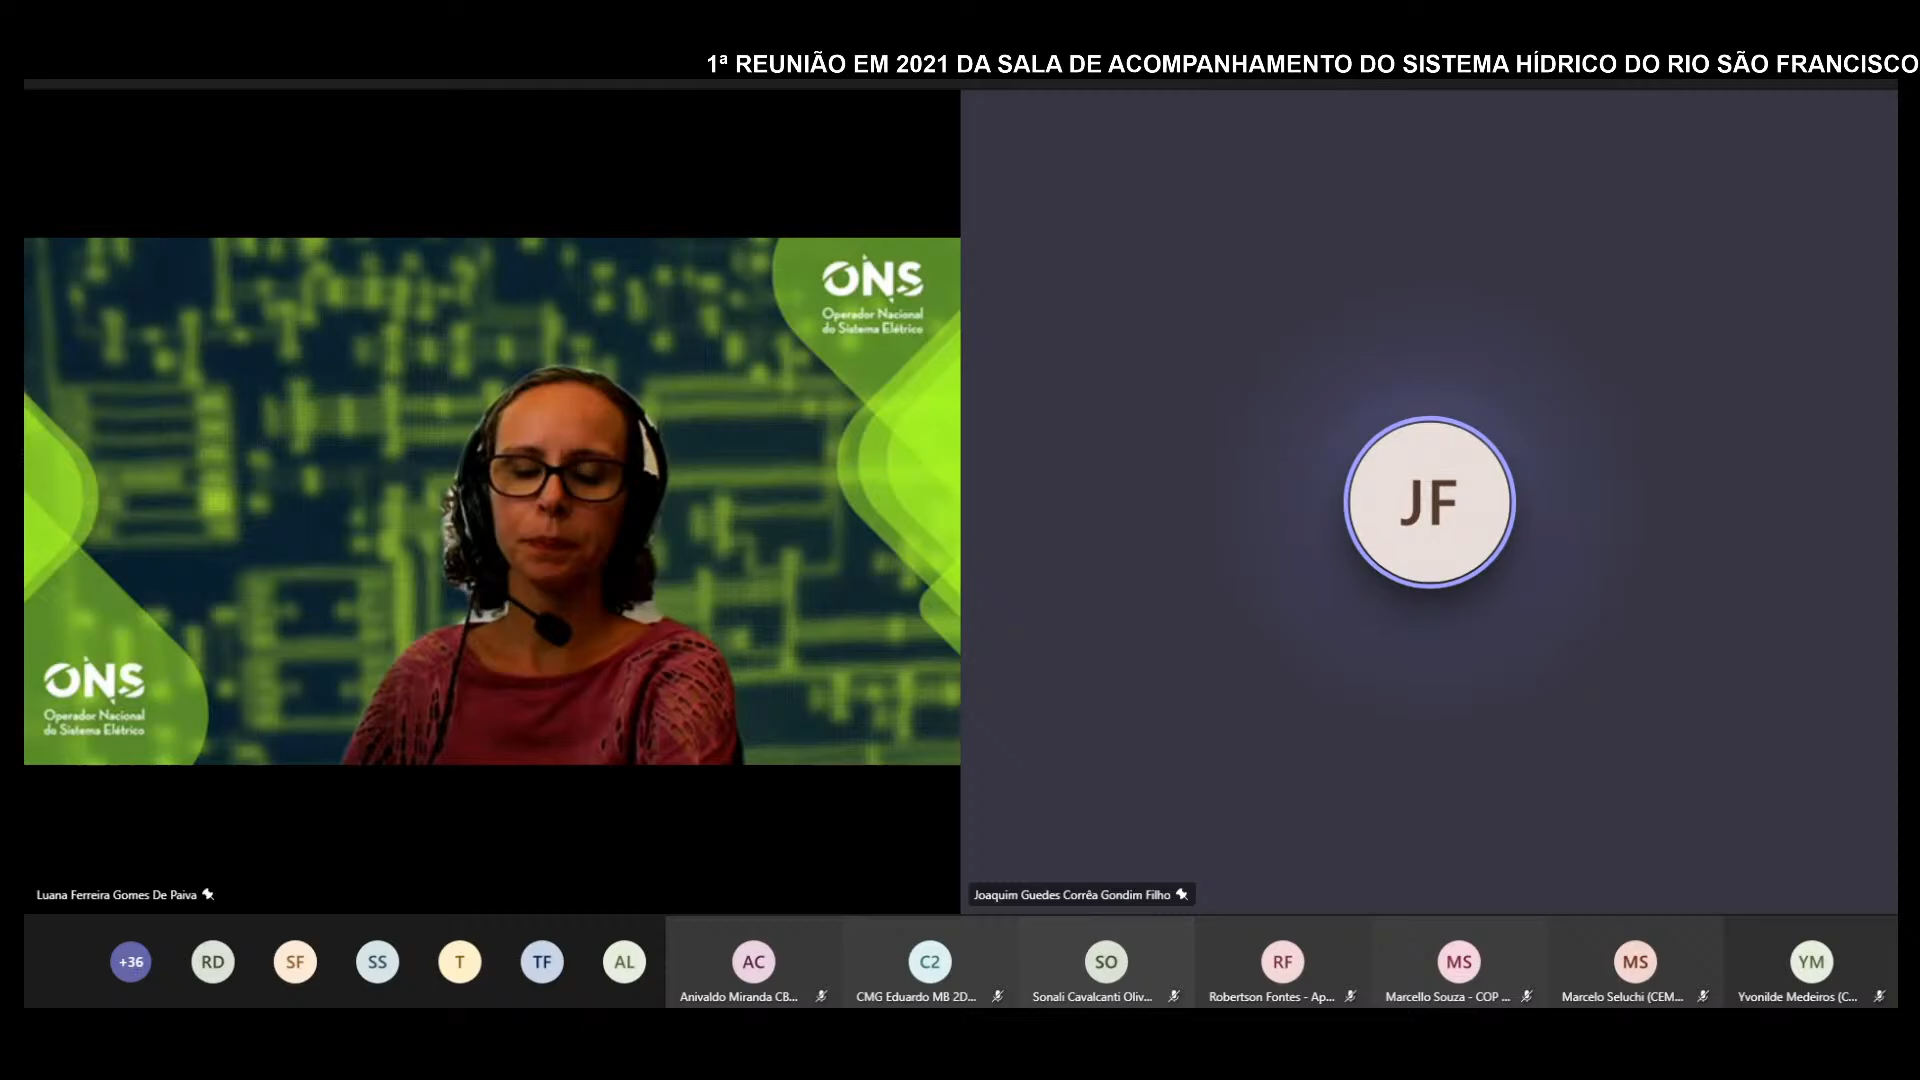 1ª REUNIÃO EM 2021 DA SALA DE ACOMPANHAMENTO DO SISTEMA HÍDRICO DO RIO SÃO FRANCISCO
ONS
Operador Nacional
do Sistema Elétrico
ONS
Operador Nacional
do Sistema Elétrico
JF
Luana Ferreira Gomes De Paiva
Joaquim Guedes Corrêa Gondim Filho
+36
RD
SF
SS
T
TF
AL
AC
C2
SO
RF
MS
MS
YM
Anivaldo Miranda CB...
CMG Eduardo MB 2D...
Sonali Cavalcanti Oliv...
Robertson Fontes - Ap...
Marcello Souza - COP ...
Marcelo Seluchi (CEM...
Yvonilde Medeiros (C...